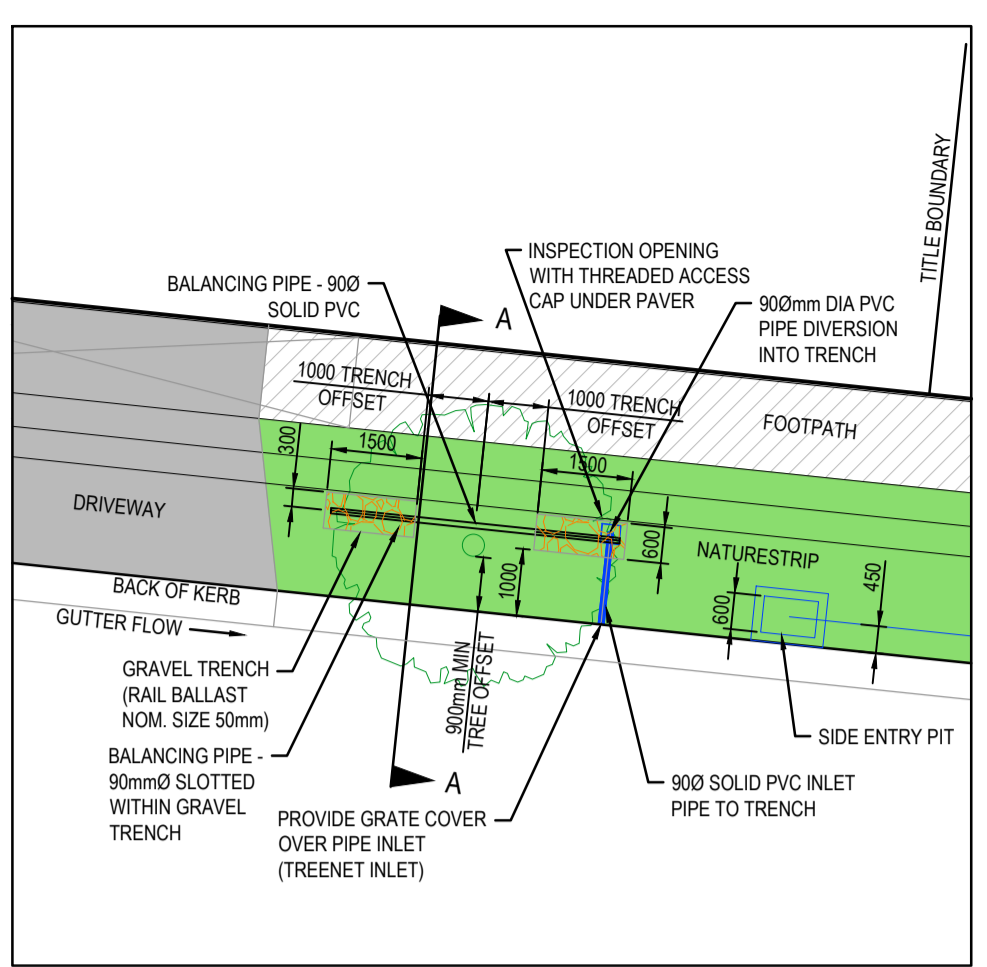 TITLE BOUNDARY
INSPECTION OPENING
WITH THREADED ACCESS
CAP UNDER PAVER
BALANCING PIPE - 90Ø
SOLID PVC
90Ømm DIA PVC
PIPE DIVERSION
INTO TRENCH
A
1000 TRENCH
OFFSET
1000 TRENCH
OFFSET
FOOTPATH
300
1500
1500
DRIVEWAY
600
NATURESTRIP
1000
450
600
BACK OF KERB
GUTTER FLOW
GRAVEL TRENCH
(RAIL BALLAST
NOM. SIZE 50mm)
900mm MIN
TREE OFFSET
SIDE ENTRY PIT
BALANCING PIPE -
90mmØ SLOTTED
WITHIN GRAVEL
TRENCH
A
90Ø SOLID PVC INLET
PIPE TO TRENCH
PROVIDE GRATE COVER
OVER PIPE INLET
(TREENET INLET)